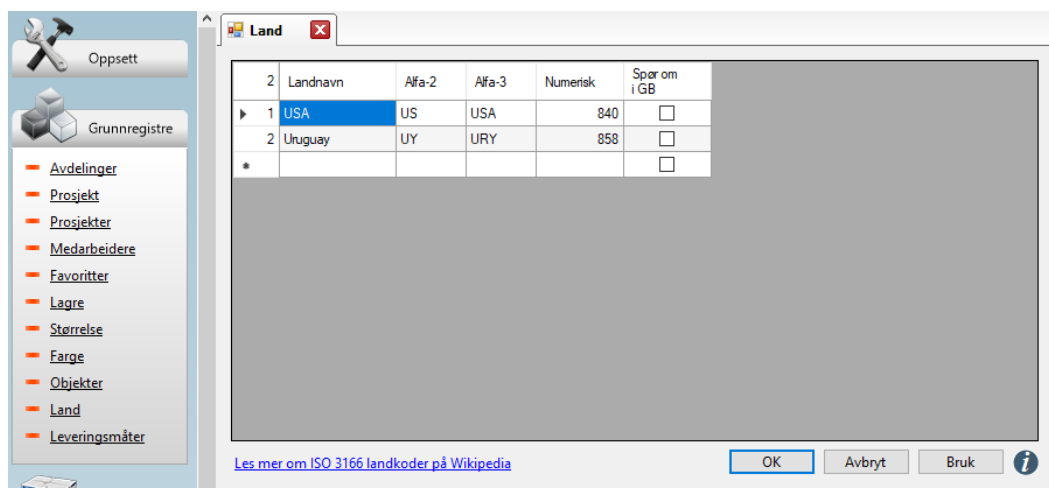 Oppsett
Grunnregistre
Avdelinger
Prosjekt
Prosjekter
Medarbeidere
Favoritter
Lagre
Størrelse
Farge
Objekter
Land
Leveringsmåter
Land
2 Landnavn Alfa-2 Alfa-3 Numerisk Spør om
i GB
1 USA US USA 840
2 Uruguay UY URY 858
*
Les mer om ISO 3166 landkoder på Wikipedia
OK Avbryt Bruk i